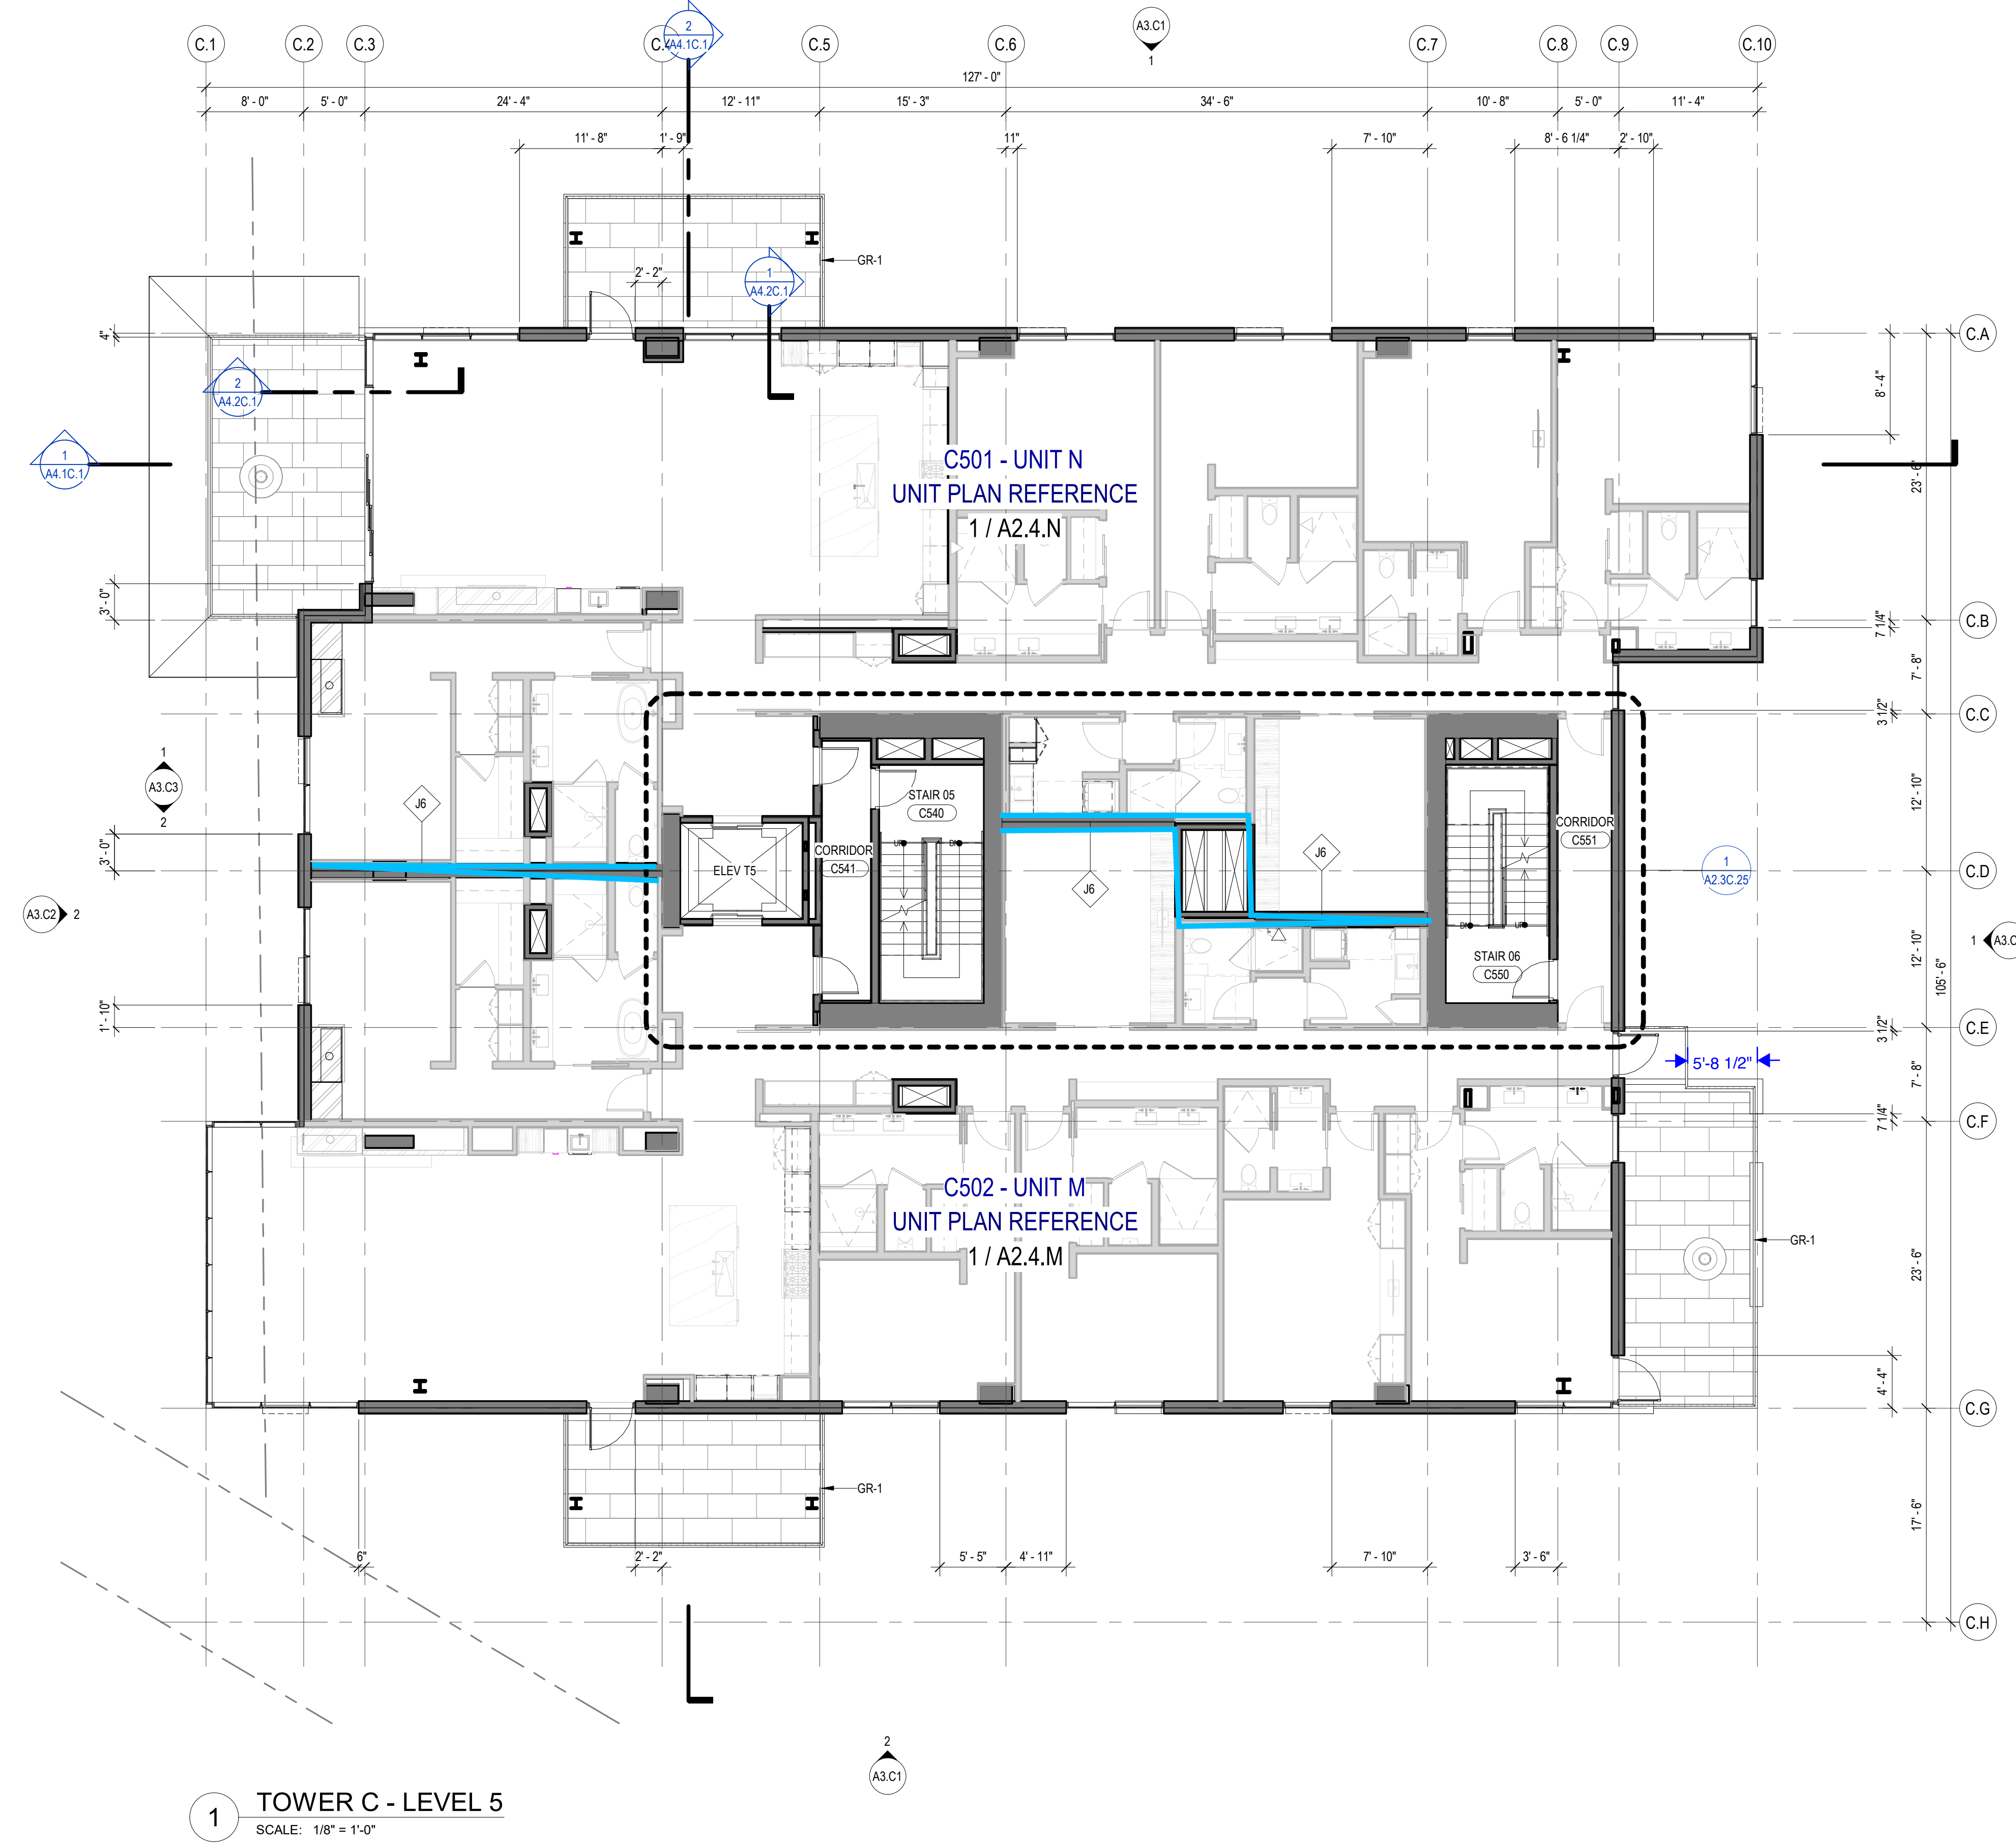 C.1
C.2
C.3
2
A4.1C.1
C.5
C.6
A3.C1
1
C.7
C.8
C.9
C.10
127' - 0"
8' - 0"
5' - 0"
24' - 4"
12' - 11"
15' - 3"
34' - 6"
10' - 8"
5' - 0"
11' - 4"
11' - 8"
1' - 9"
11"
7' - 10"
8' - 6 1/4"
2' - 10"
GR-1
2' - 2"
1
A4.2C.1
4"
C.A
2
A4.2C.1
8' - 4"
1
A4.1C.1
23' - 6"
C501 - UNIT N
UNIT PLAN REFERENCE
1 / A2.4.N
3' - 0"
C.B
7 1/4"
7' - 8"
3 1/2"
C.C
1
A3.C3
2
J6
STAIR 05
C540
12' - 10"
CORRIDOR
C551
UP
DN
CORRIDOR
C541
ELEV T5
J6
J6
3' - 0"
1
A2.3C.25
C.D
A3.C2
2
DN
UP
1
A3.C
12' - 10"
STAIR 06
C550
105' - 6"
1' - 10"
C.E
3 1/2"
5'-8 1/2"
7' - 8"
7 1/4"
C.F
C502 - UNIT M
UNIT PLAN REFERENCE
1 / A2.4.M
GR-1
23' - 6"
4' - 4"
C.G
GR-1
17' - 6"
6"
2' - 2"
5' - 5"
4' - 11"
7' - 10"
3' - 6"
C.H
2
A3.C1
1
TOWER C - LEVEL 5
SCALE: 1/8" = 1'-0"